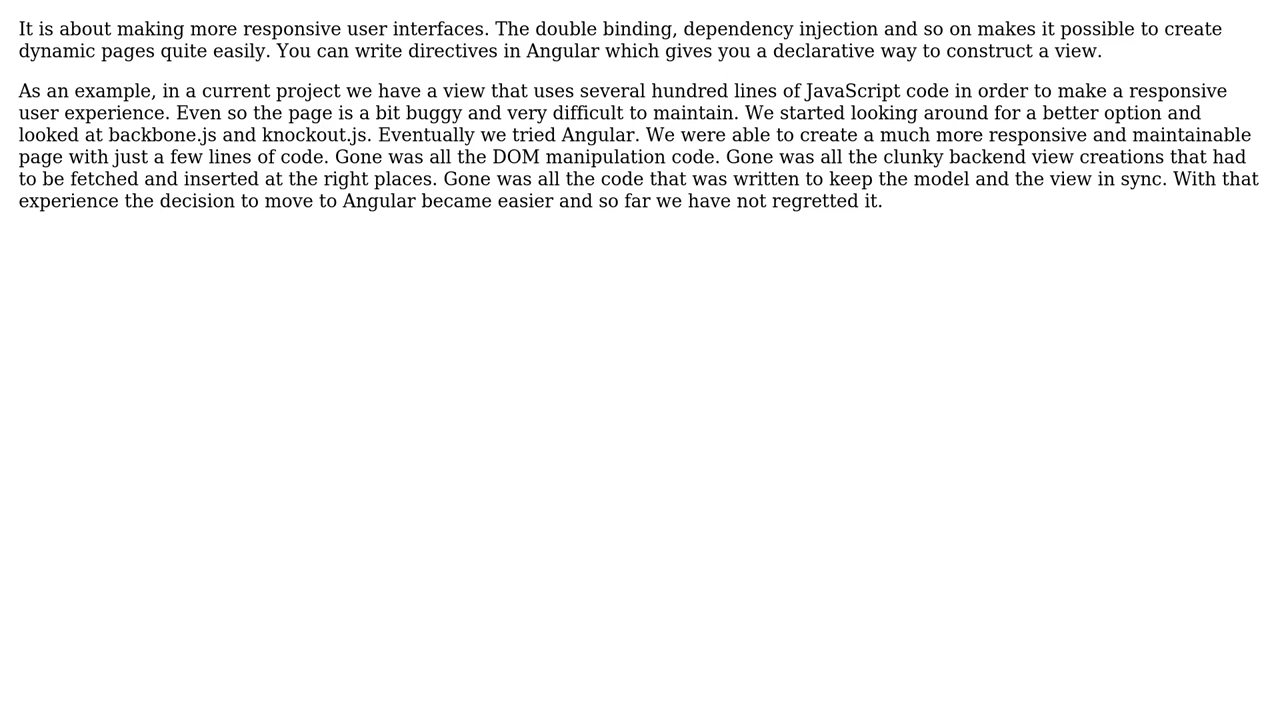 It is about making more responsive user interfaces. The double binding, dependency injection and so on makes it possible to create
dynamic pages quite easily. You can write directives in Angular which gives you a declarative way to construct a view.
As an example, in a current project we have a view that uses several hundred lines of JavaScript code in order to make a responsive
user experience. Even so the page is a bit buggy and very difficult to maintain. We started looking around for a better option and
looked at backbone.js and knockout.js. Eventually we tried Angular. We were able to create a much more responsive and maintainable
page with just a few lines of code. Gone was all the DOM manipulation code. Gone was all the clunky backend view creations that had
to be fetched and inserted at the right places. Gone was all the code that was written to keep the model and the view in sync. With that
experience the decision to move to Angular became easier and so far we have not regretted it.